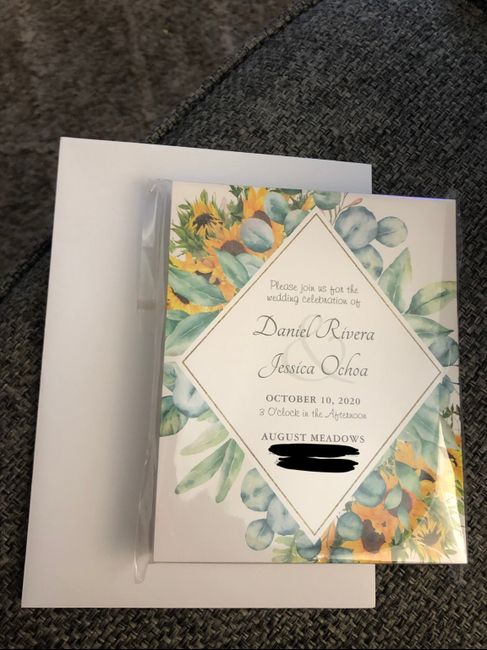 Please join us for the
wedding celebration of
Daniel Rivera
&
Jessica Ochoa
OCTOBER 10, 2020
3 O'clock in the Afternoon
AUGUST MEADOWS